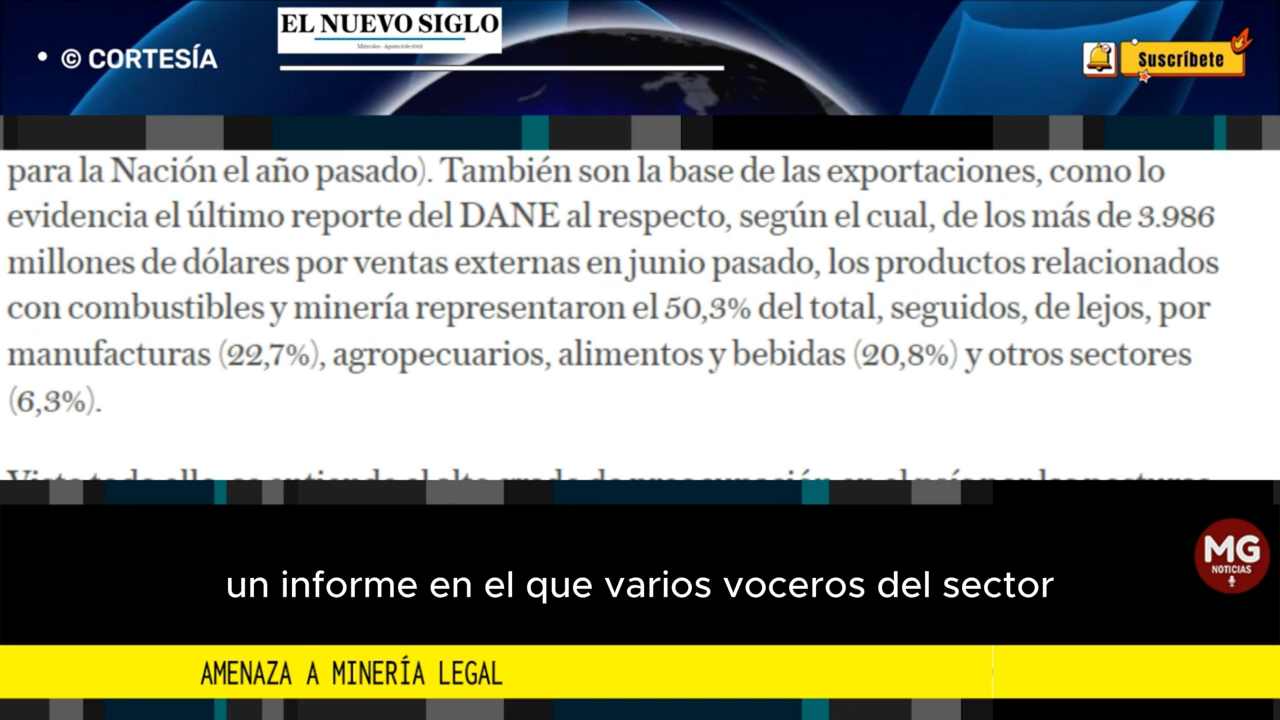 • © CORTESÍA
EL NUEVO SIGLO
Suscríbete
para la Nación el año pasado). También son la base de las exportaciones, como lo
evidencia el último reporte del DANE al respecto, según el cual, de los más de 3.986
millones de dólares por ventas externas en junio pasado, los productos relacionados
con combustibles y minería representaron el 50,3% del total, seguidos, de lejos, por
manufacturas (22,7%), agropecuarios, alimentos y bebidas (20,8%) y otros sectores
(6,3%).
MG
NOTICIAS
un informe en el que varios voceros del sector
AMENAZA A MINERÍA LEGAL